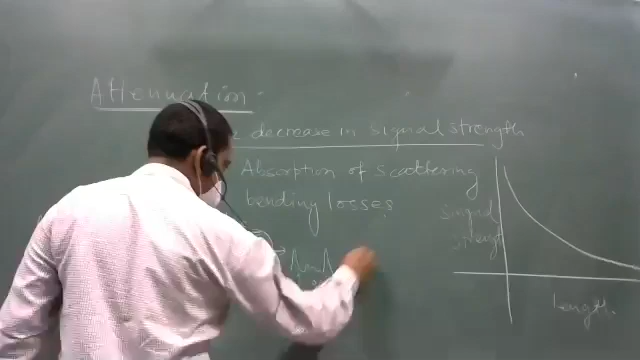 Attenuation
decrease in signal strength
Absorption of scattering
bending losses
signal
strength
Length